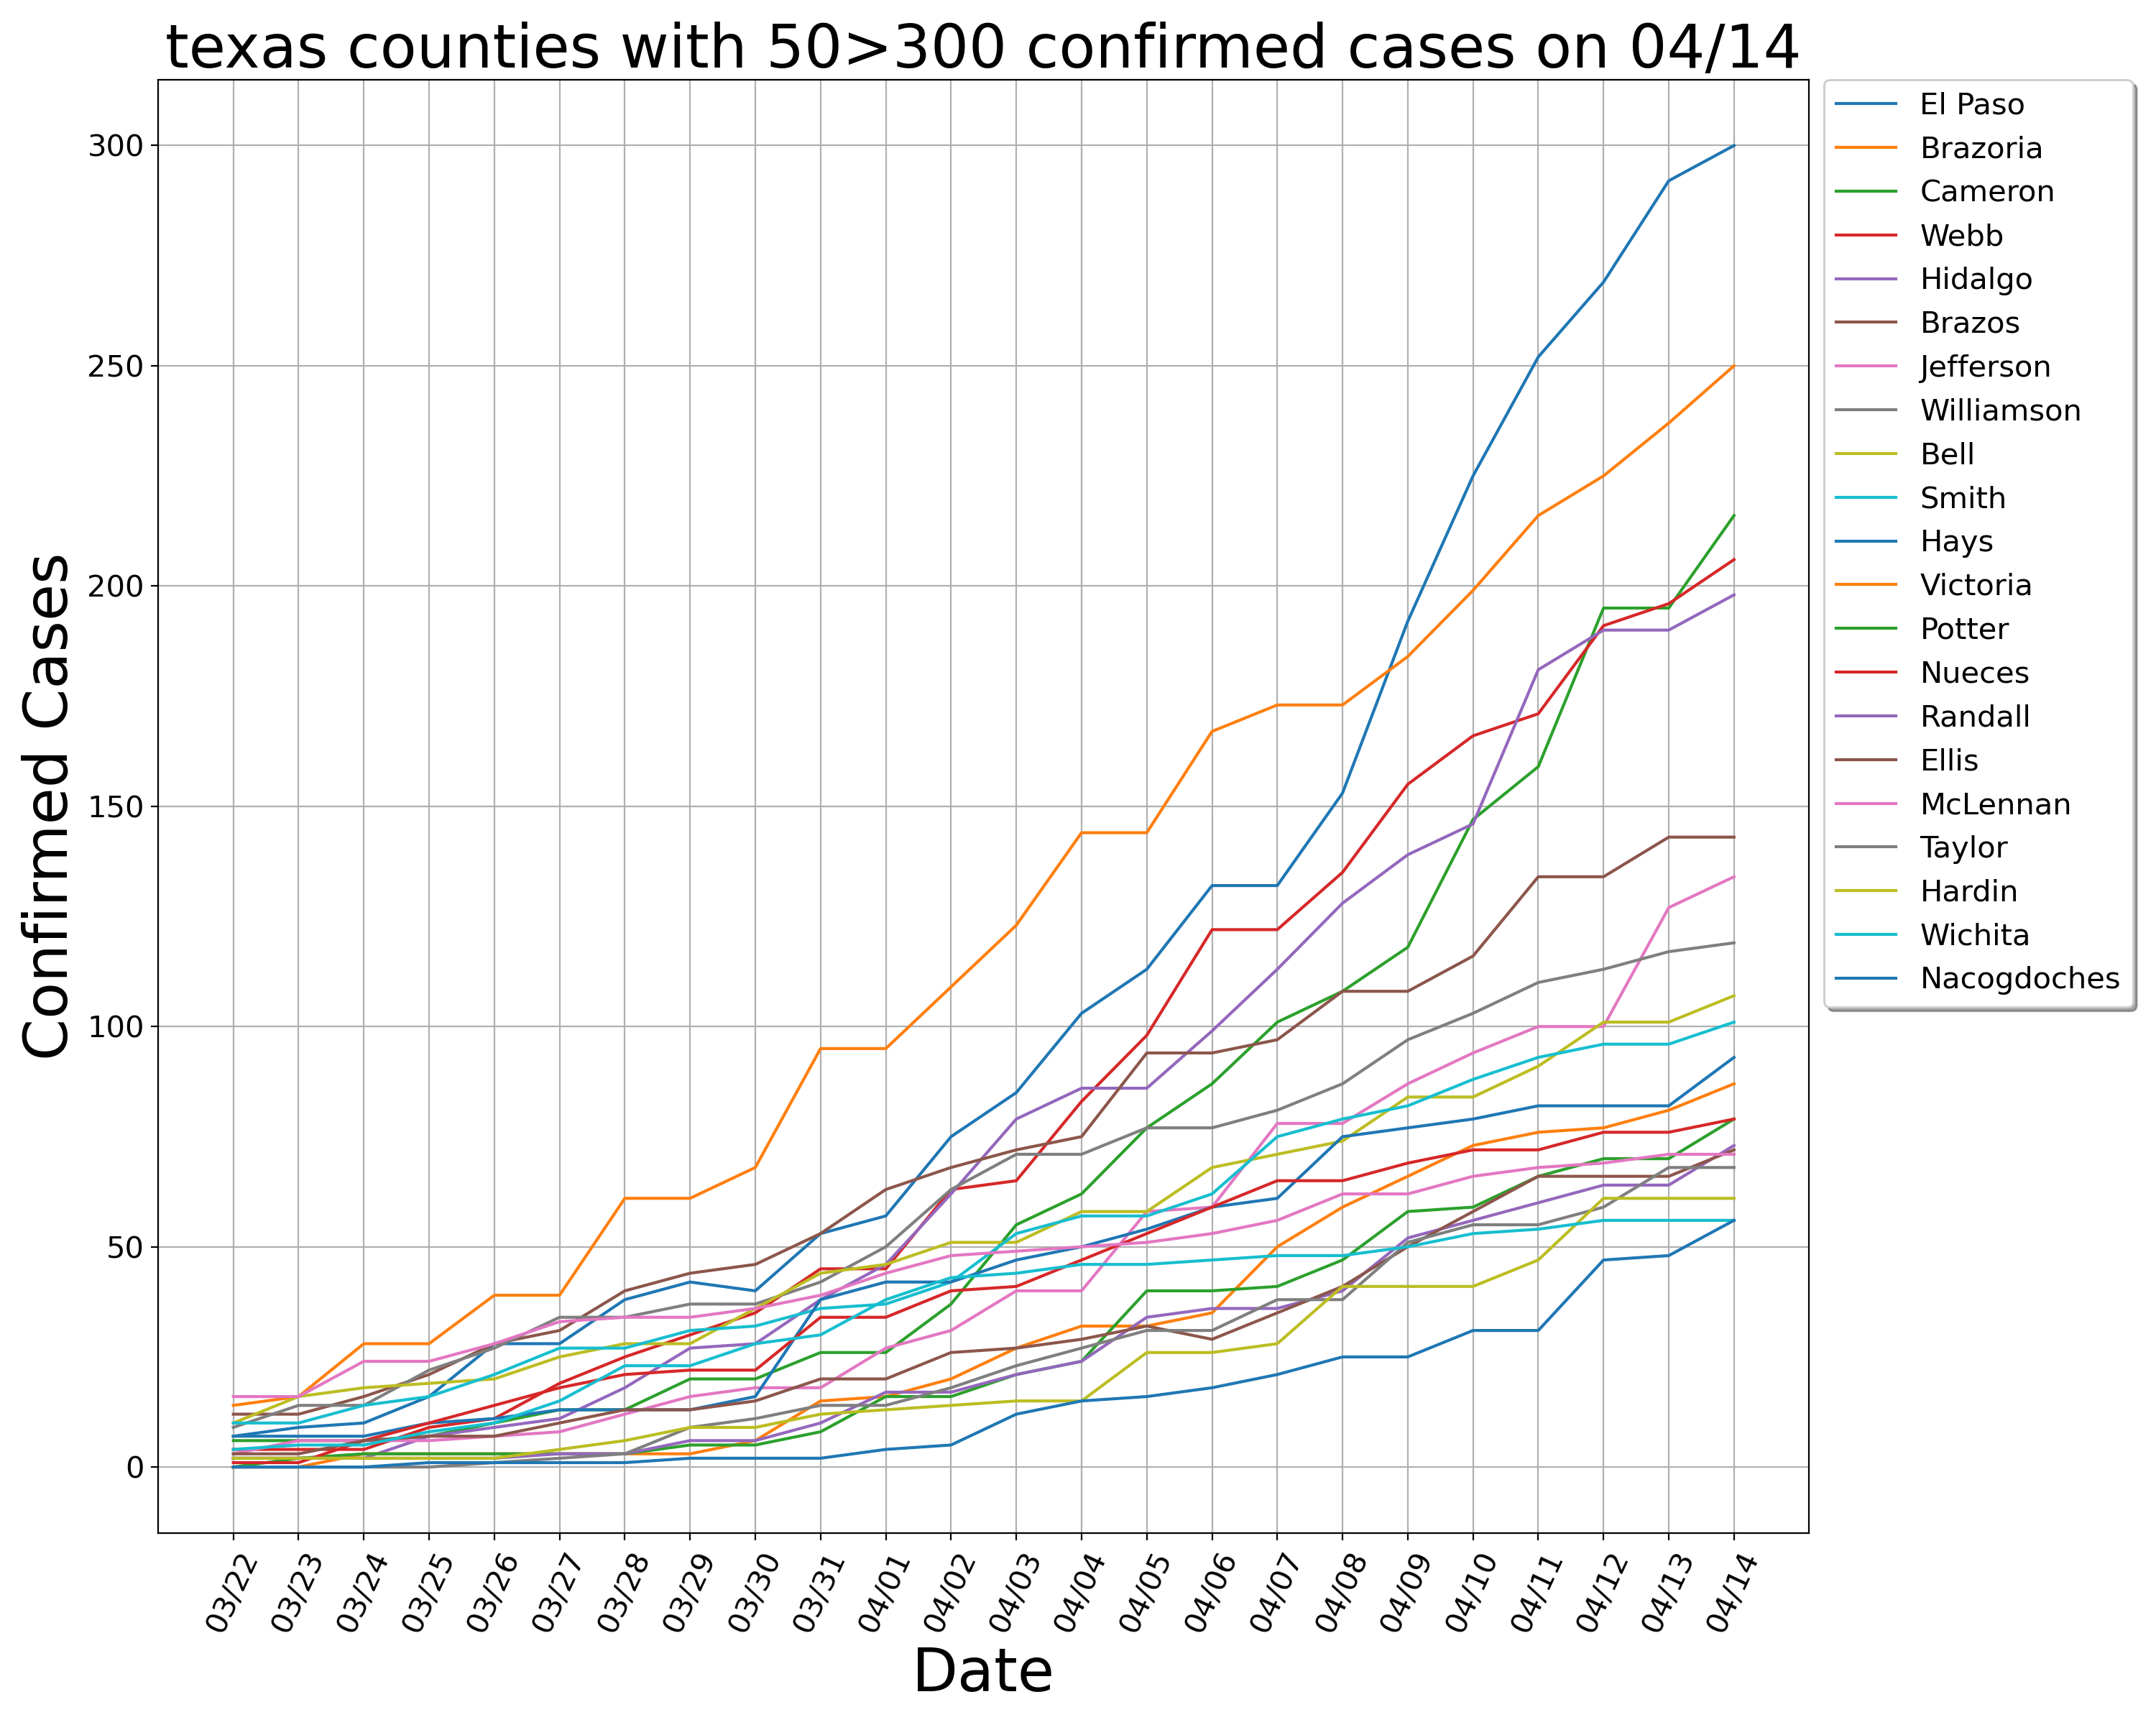 texas counties with 50>300 confirmed cases on 04/14
Confirmed Cases
300
250
200
150
100
50
0
03/22
03/23
03/24
03/25
03/26
03/27
03/28
03/29
03/30
03/31
04/01
04/02
04/03
04/04
04/05
04/06
04/07
04/08
04/09
04/10
04/11
04/12
04/13
04/14
Date
El Paso
Brazoria
Cameron
Webb
Hidalgo
Brazos
Jefferson
Williamson
Bell
Smith
Hays
Victoria
Potter
Nueces
Randall
Ellis
McLennan
Taylor
Hardin
Wichita
Nacogdoches